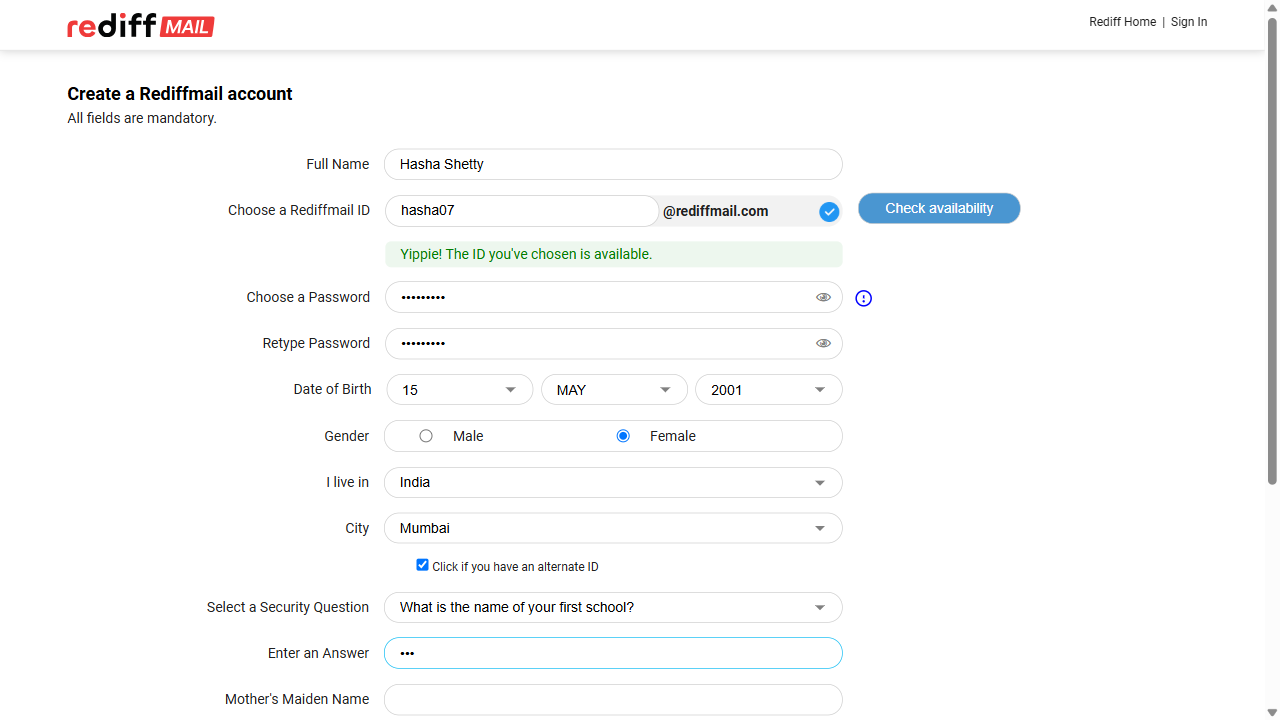 rediff MAIL
Rediff Home | Sign In
Create a Rediffmail account
All fields are mandatory.
Full Name Hasha Shetty
Choose a Rediffmail ID hasha07 @rediffmail.com Check availability
Yippie! The ID you've chosen is available.
Choose a Password •••••••••
Retype Password •••••••••
Date of Birth 15 MAY 2001
Gender Male Female
I live in India
City Mumbai
Click if you have an alternate ID
Select a Security Question What is the name of your first school?
Enter an Answer •••
Mother's Maiden Name